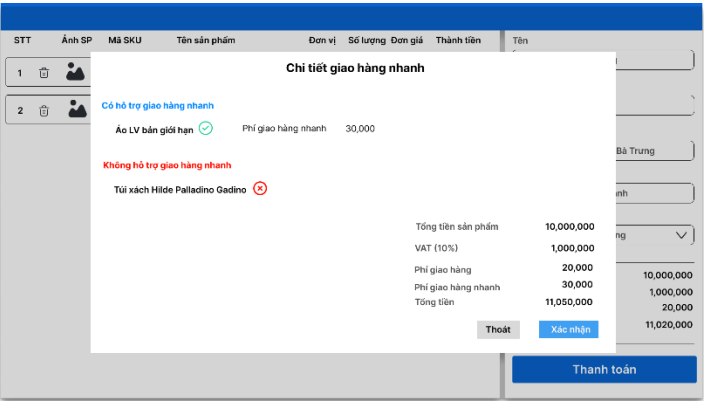 STT Ảnh SP Mã SKU Tên sản phẩm Đơn vị Số lượng Đơn giá Thành tiền Tên
Chi tiết giao hàng nhanh
1
Có hỗ trợ giao hàng nhanh
2
Áo LV bản giới hạn Phí giao hàng nhanh 30,000
Bà Trưng
Không hỗ trợ giao hàng nhanh
Túi xách Hilde Palladino Gadino
Tổng tiền sản phẩm 10,000,000
VAT (10%) 1,000,000
Phí giao hàng 20,000
Phí giao hàng nhanh 30,000
Tổng tiền 11,050,000
10,000,000
1,000,000
20,000
11,020,000
Thoát Xác nhận
Thanh toán